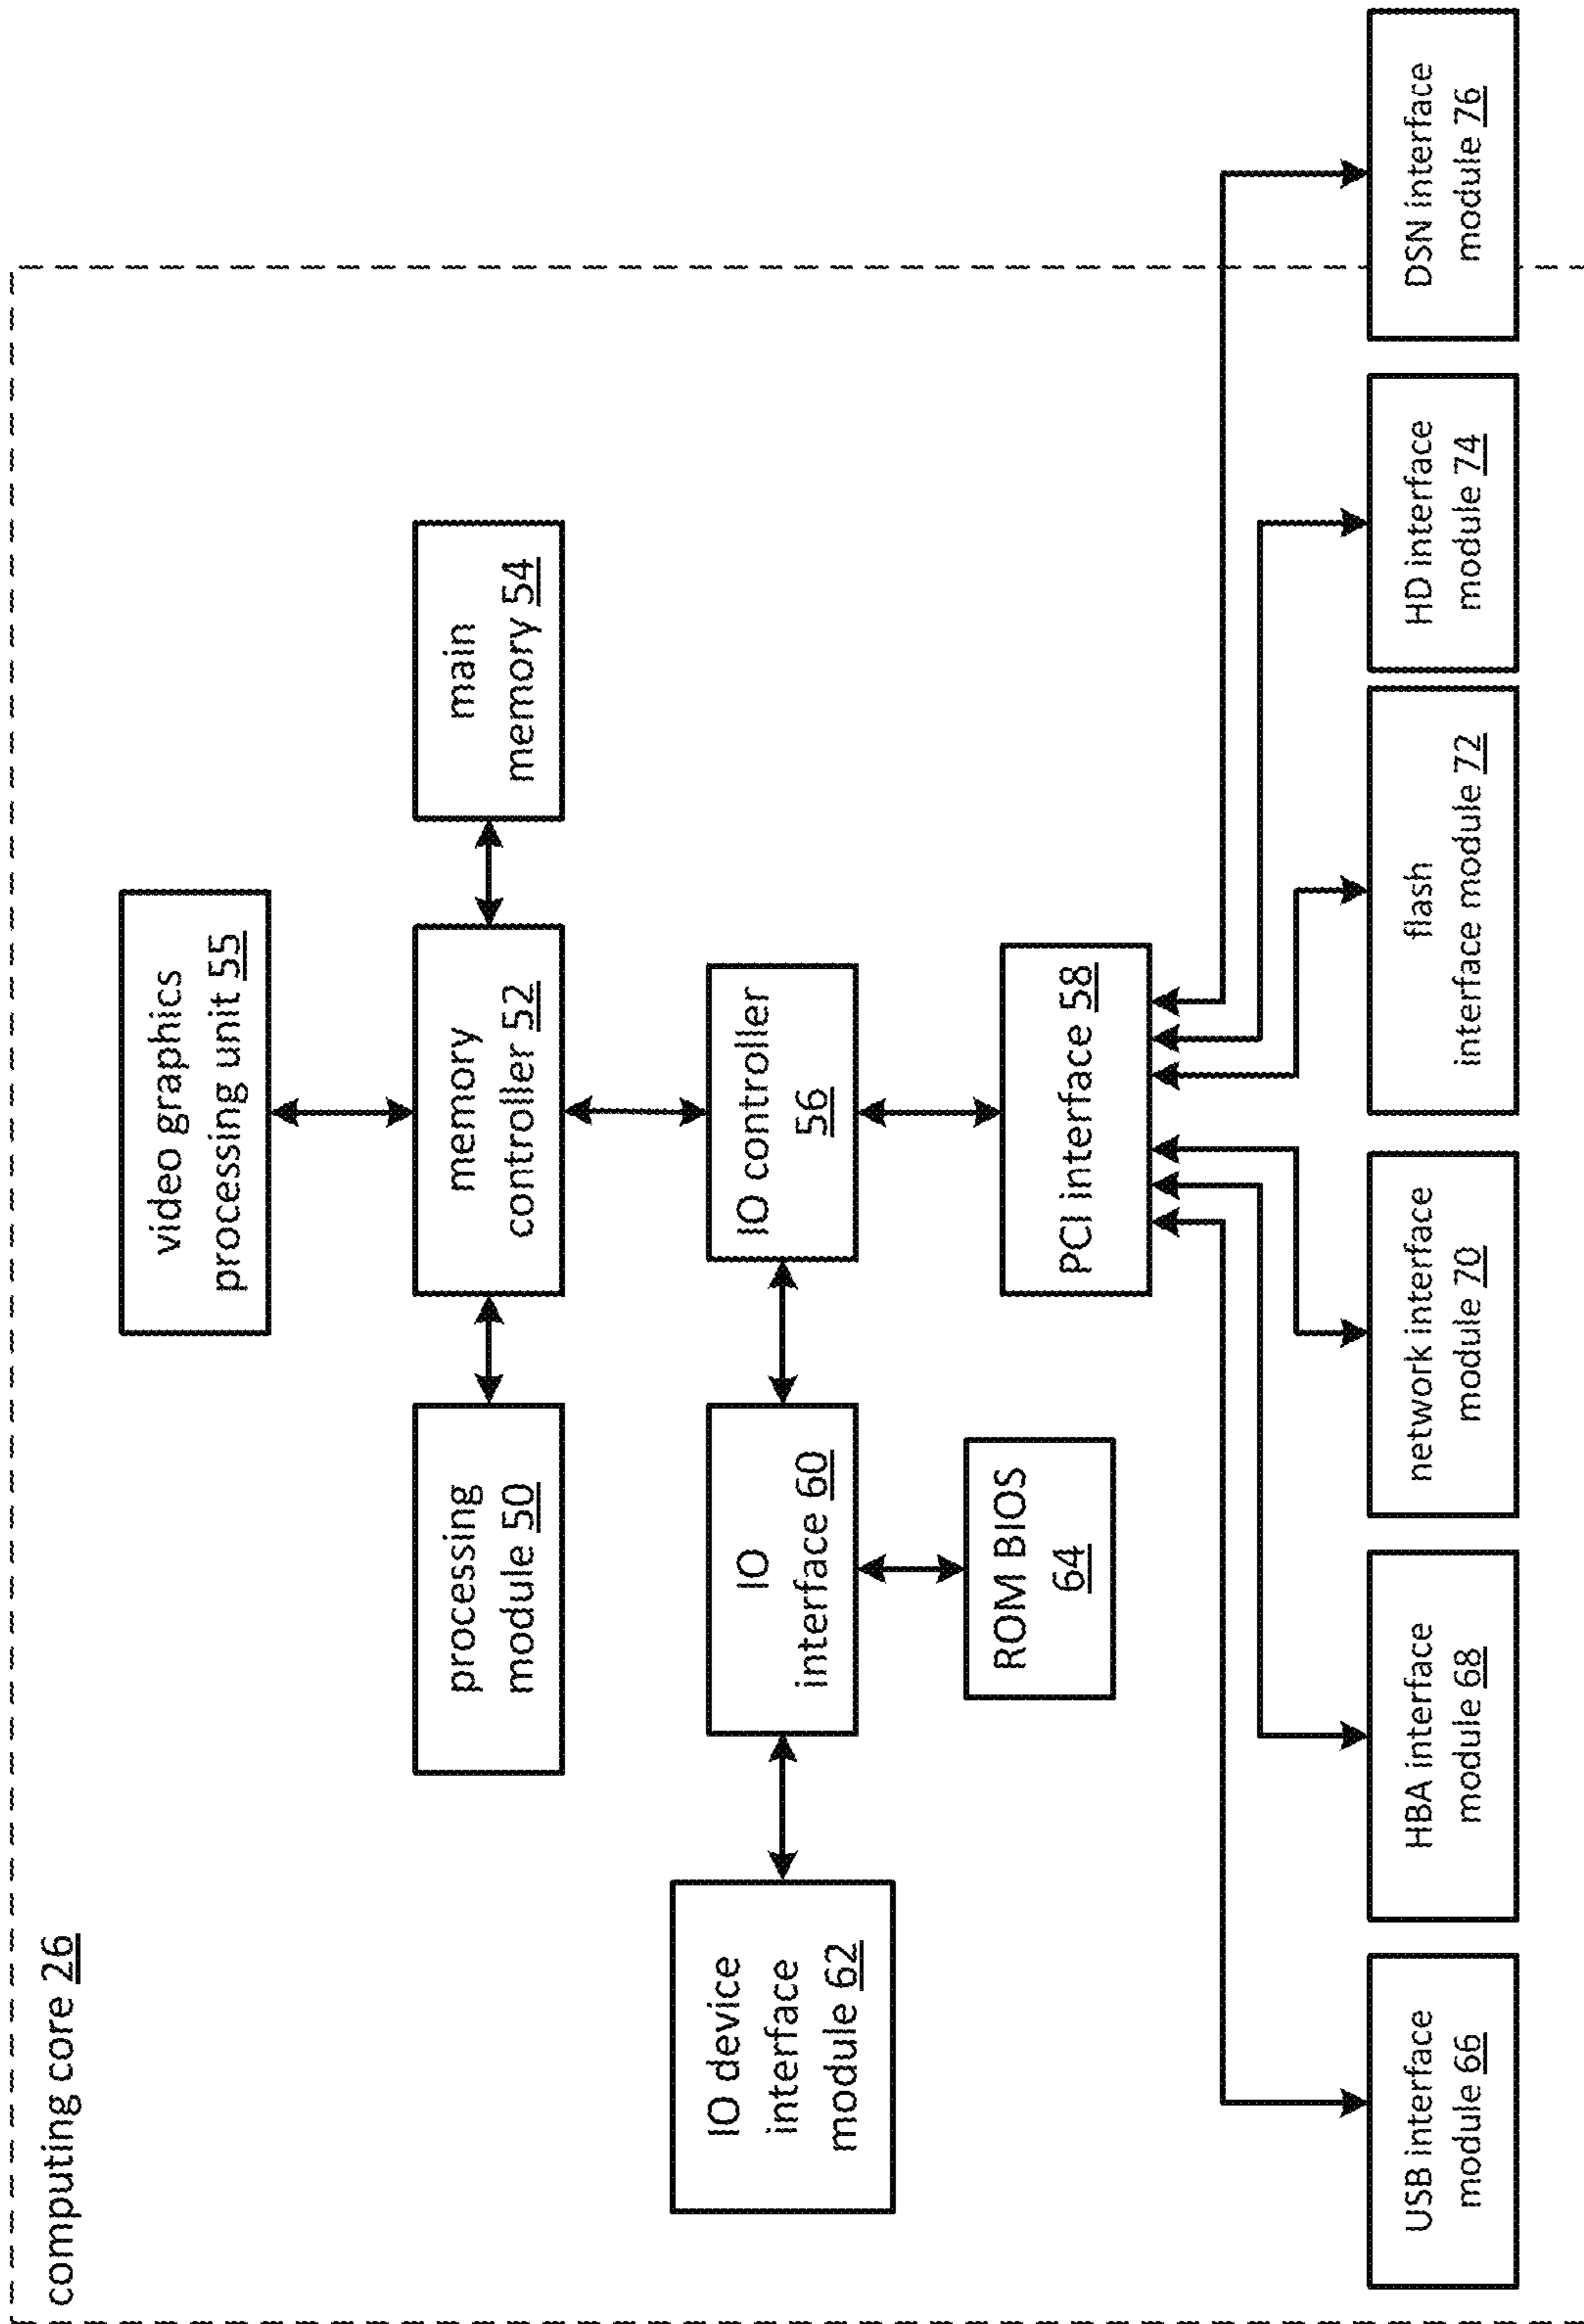 computing core 26
video graphics
processing unit 55
processing
module 50
memory
controller 52
main
memory 54
IO device
interface
module 62
IO
interface 60
IO controller
56
ROM BIOS
64
PCI interface 58
USB interface
module 66
HBA interface
module 68
network interface
module 70
flash
interface module 72
HD interface
module 74
DSN interface
module 76